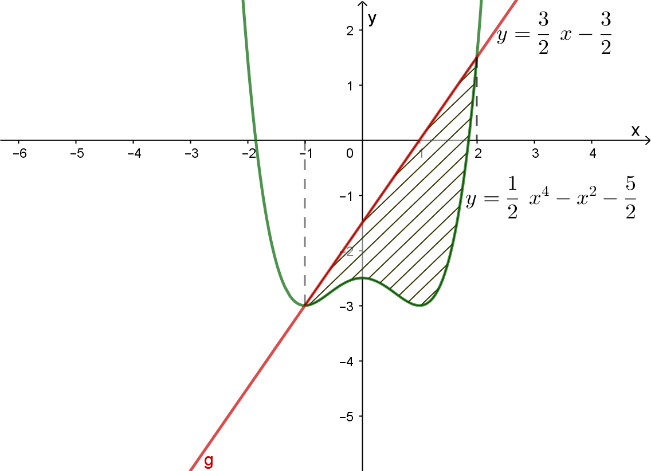 y
2
y = 3/2 x − 3/2
1
x
−6 −5 −4 −3 −2 −1 0 1 2 3 4
−1
y = 1/2 x⁴ − x² − 5/2
−2
−3
−4
−5
g